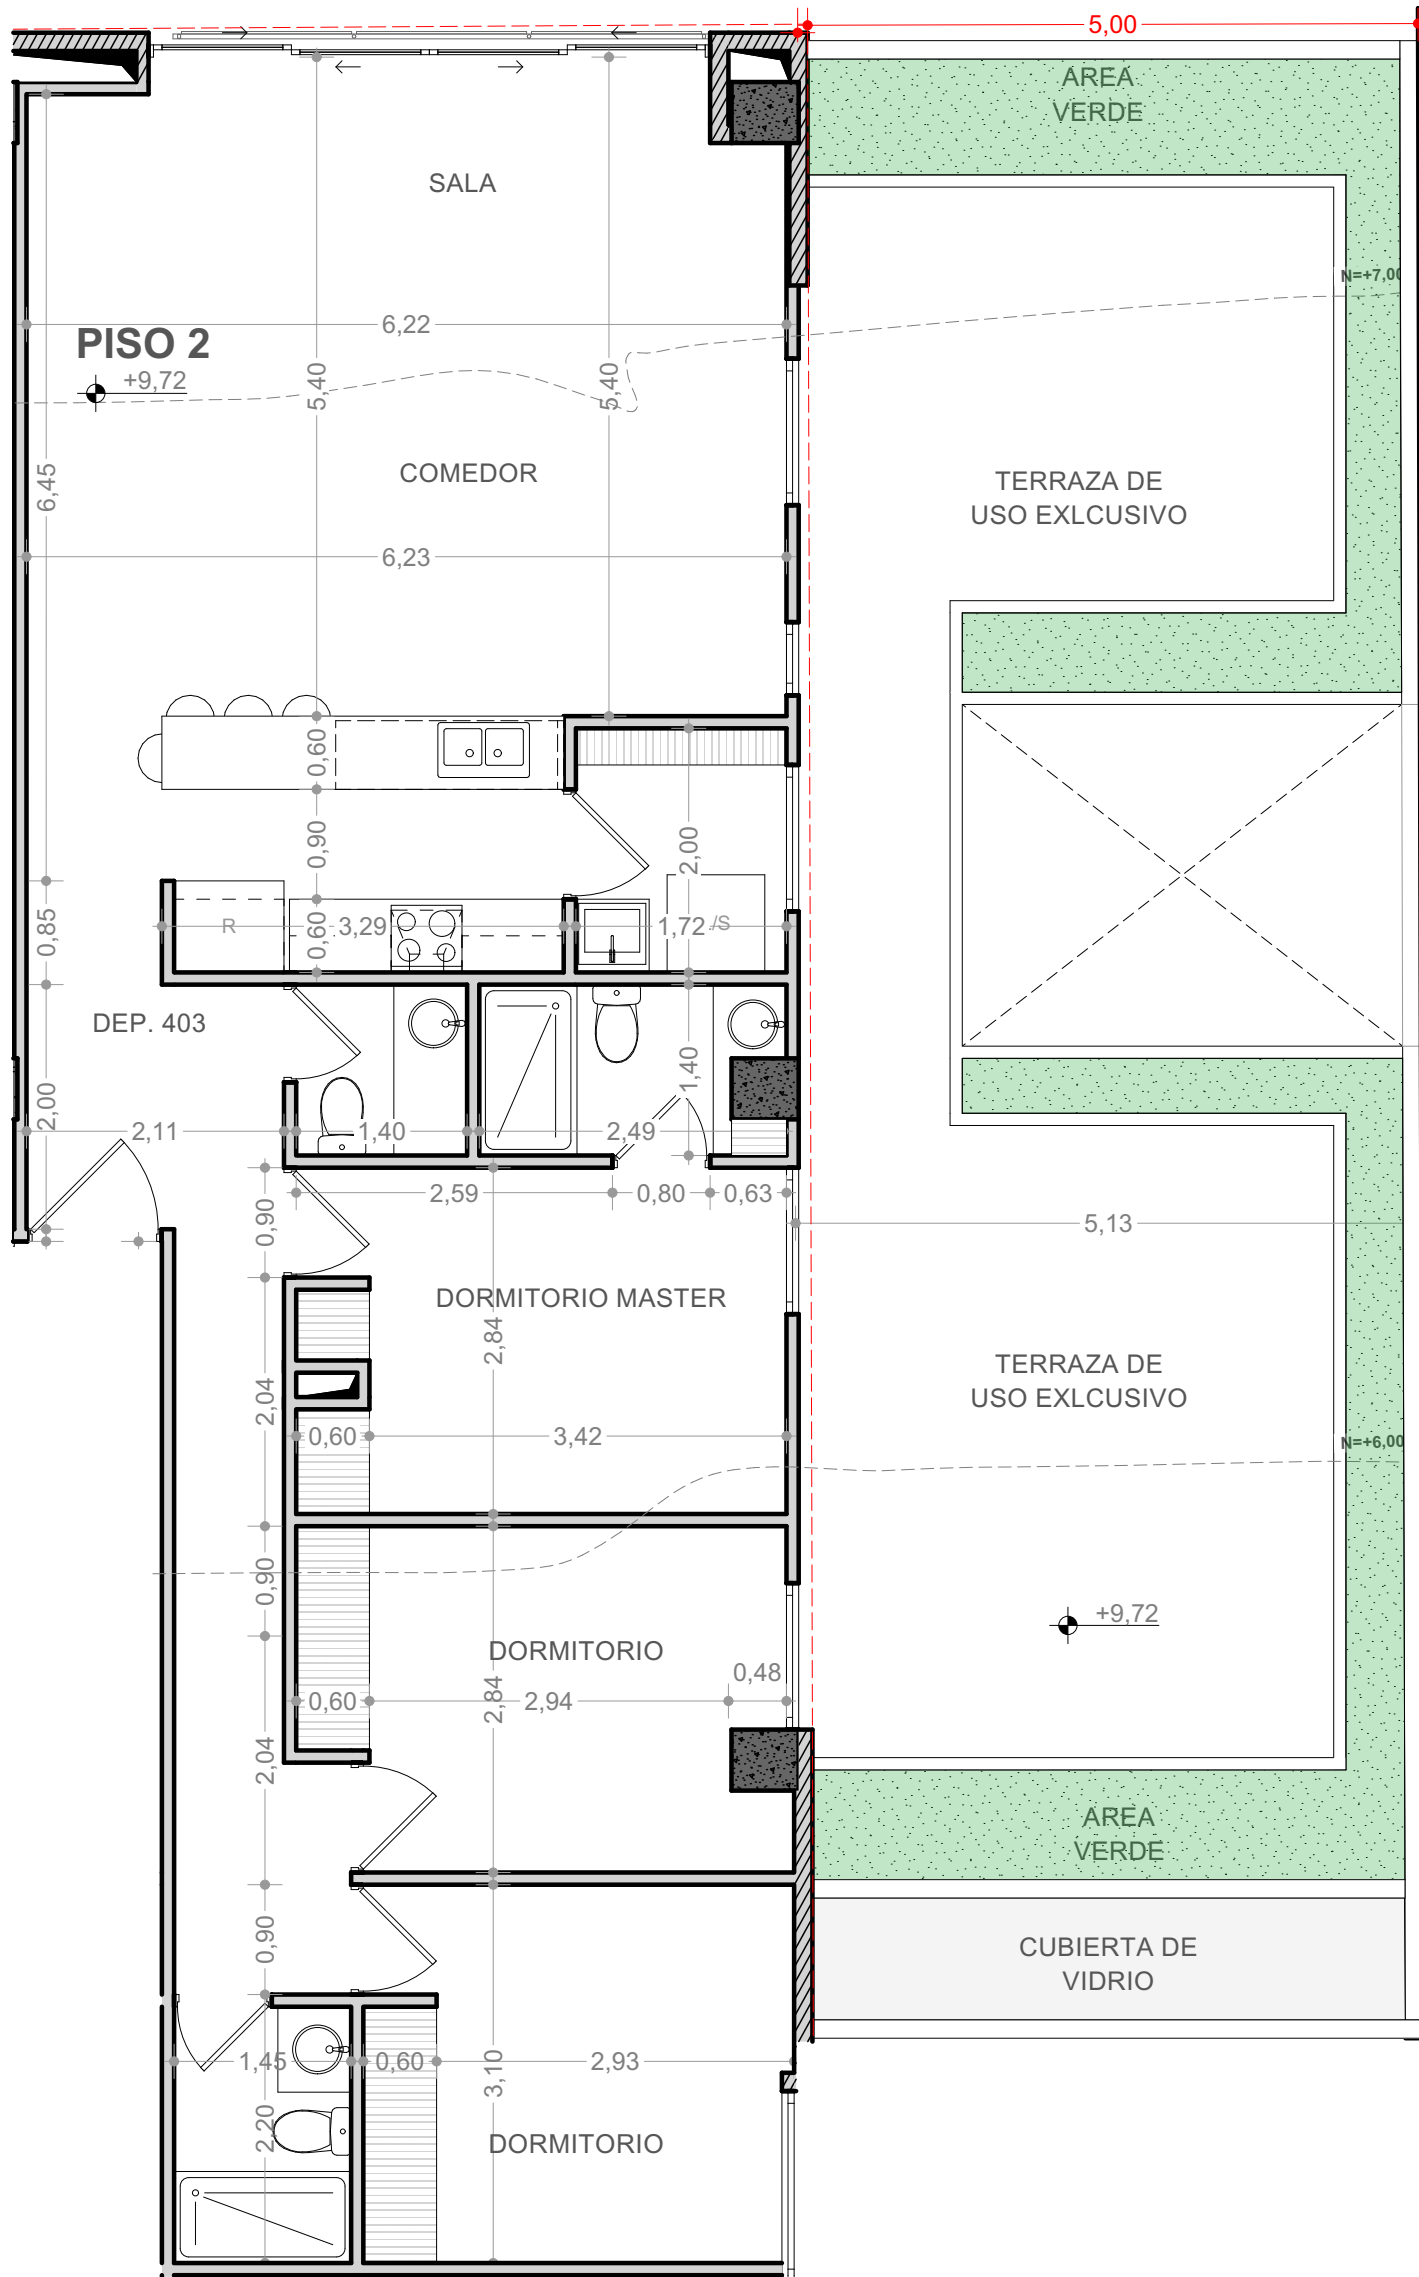 5,00
AREA
VERDE
SALA
N=+7,00
6,22
PISO 2
+9,72
5,40
5,40
COMEDOR
6,45
TERRAZA DE
USO EXLCUSIVO
6,23
0,60
0,90
2,00
0,85
R
0,60
3,29
1,72
/S
DEP. 403
1,40
2,00
2,11
1,40
2,49
2,59
0,80
0,63
0,90
5,13
DORMITORIO MASTER
2,84
TERRAZA DE
USO EXLCUSIVO
2,04
0,60
3,42
N=+6,00
0,90
+9,72
DORMITORIO
0,48
0,60
2,94
2,84
2,04
AREA
VERDE
0,90
CUBIERTA DE
VIDRIO
1,45
0,60
3,10
2,93
2,20
DORMITORIO